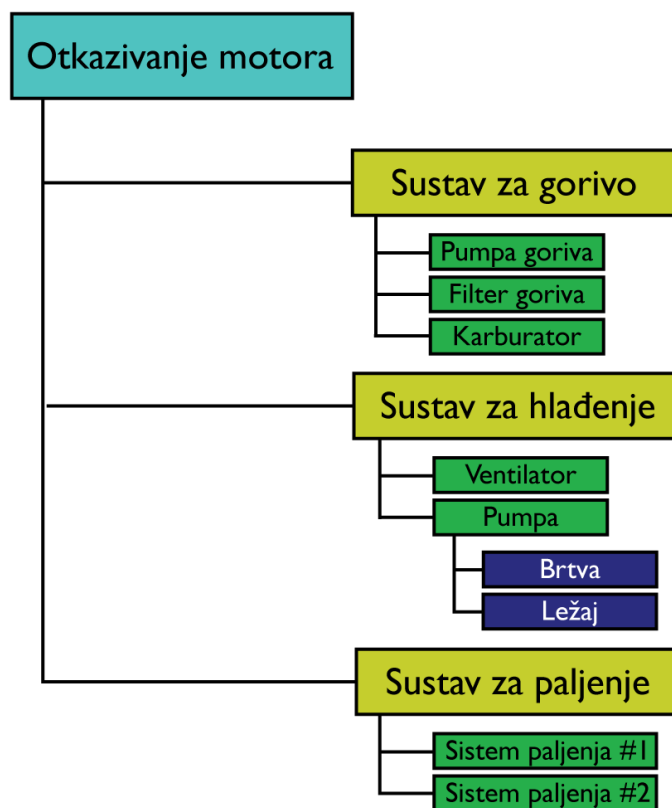 Otkazivanje motora
Sustav za gorivo
Pumpa goriva
Filter goriva
Karburator
Sustav za hlađenje
Ventilator
Pumpa
Brtva
Ležaj
Sustav za paljenje
Sistem paljenja #1
Sistem paljenja #2